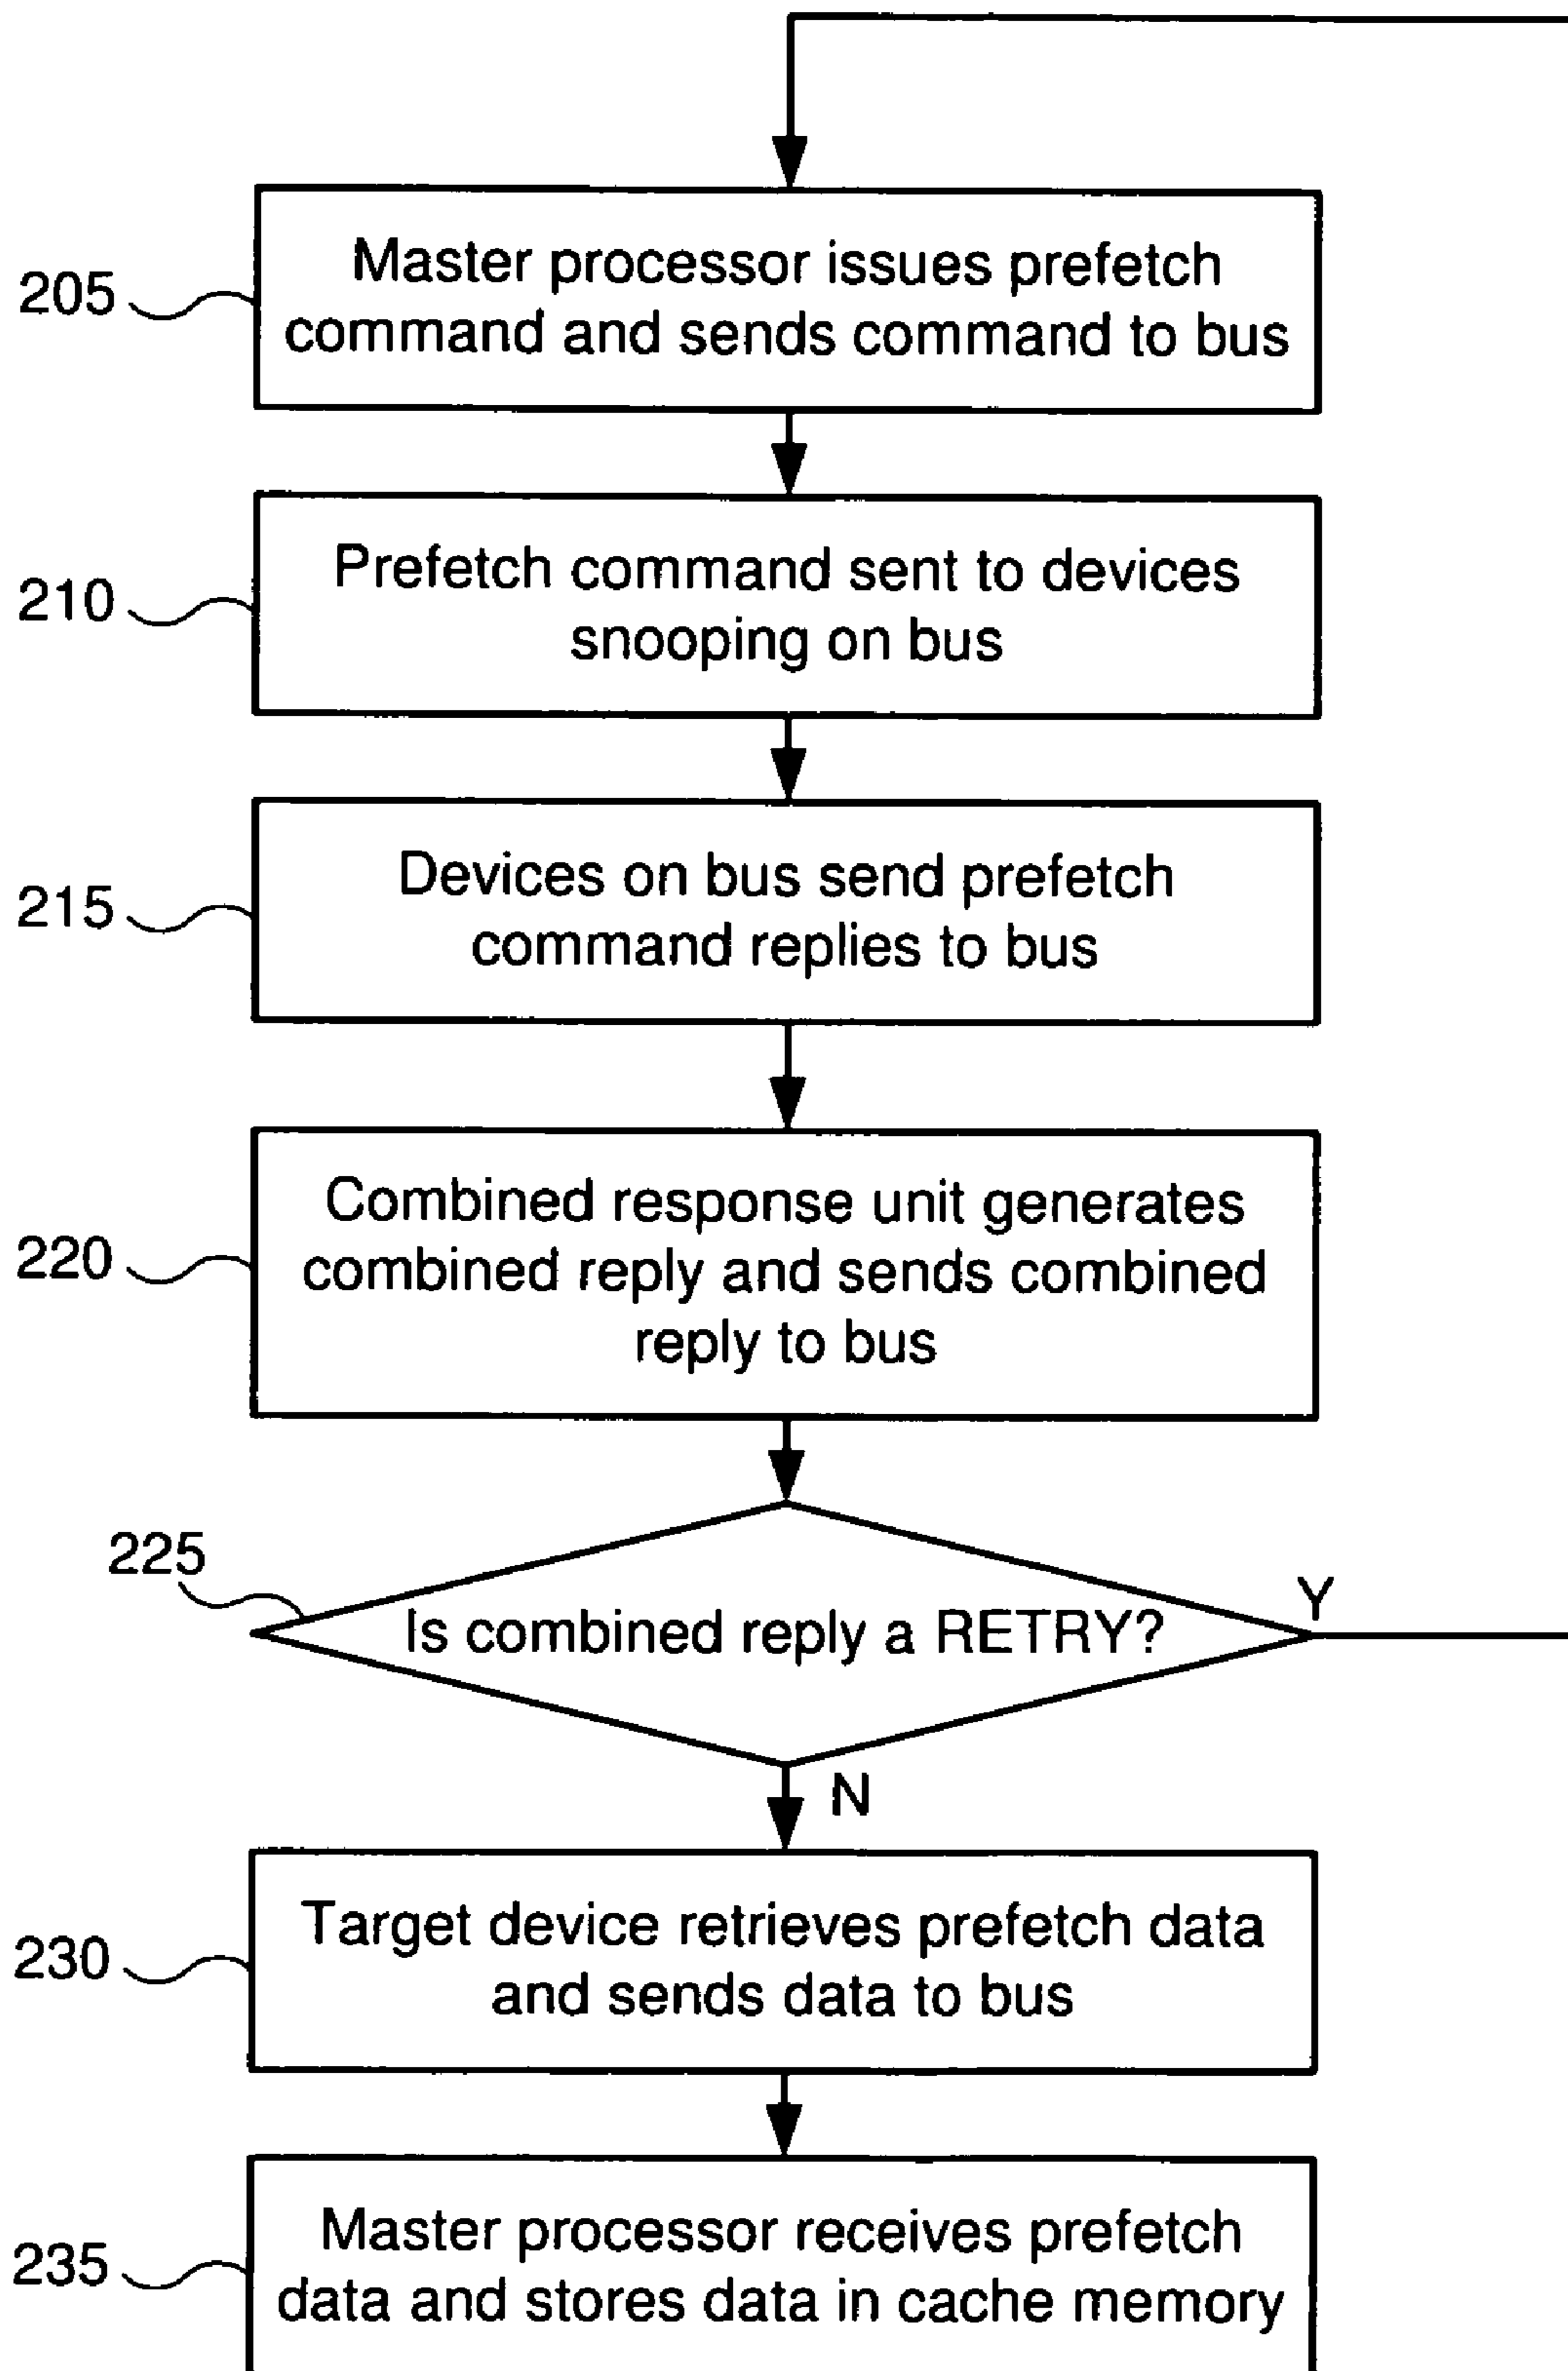 205
Master processor issues prefetch
command and sends command to bus
210
Prefetch command sent to devices
snooping on bus
215
Devices on bus send prefetch
command replies to bus
220
Combined response unit generates
combined reply and sends combined
reply to bus
225
Is combined reply a RETRY?
Y
N
230
Target device retrieves prefetch data
and sends data to bus
235
Master processor receives prefetch
data and stores data in cache memory